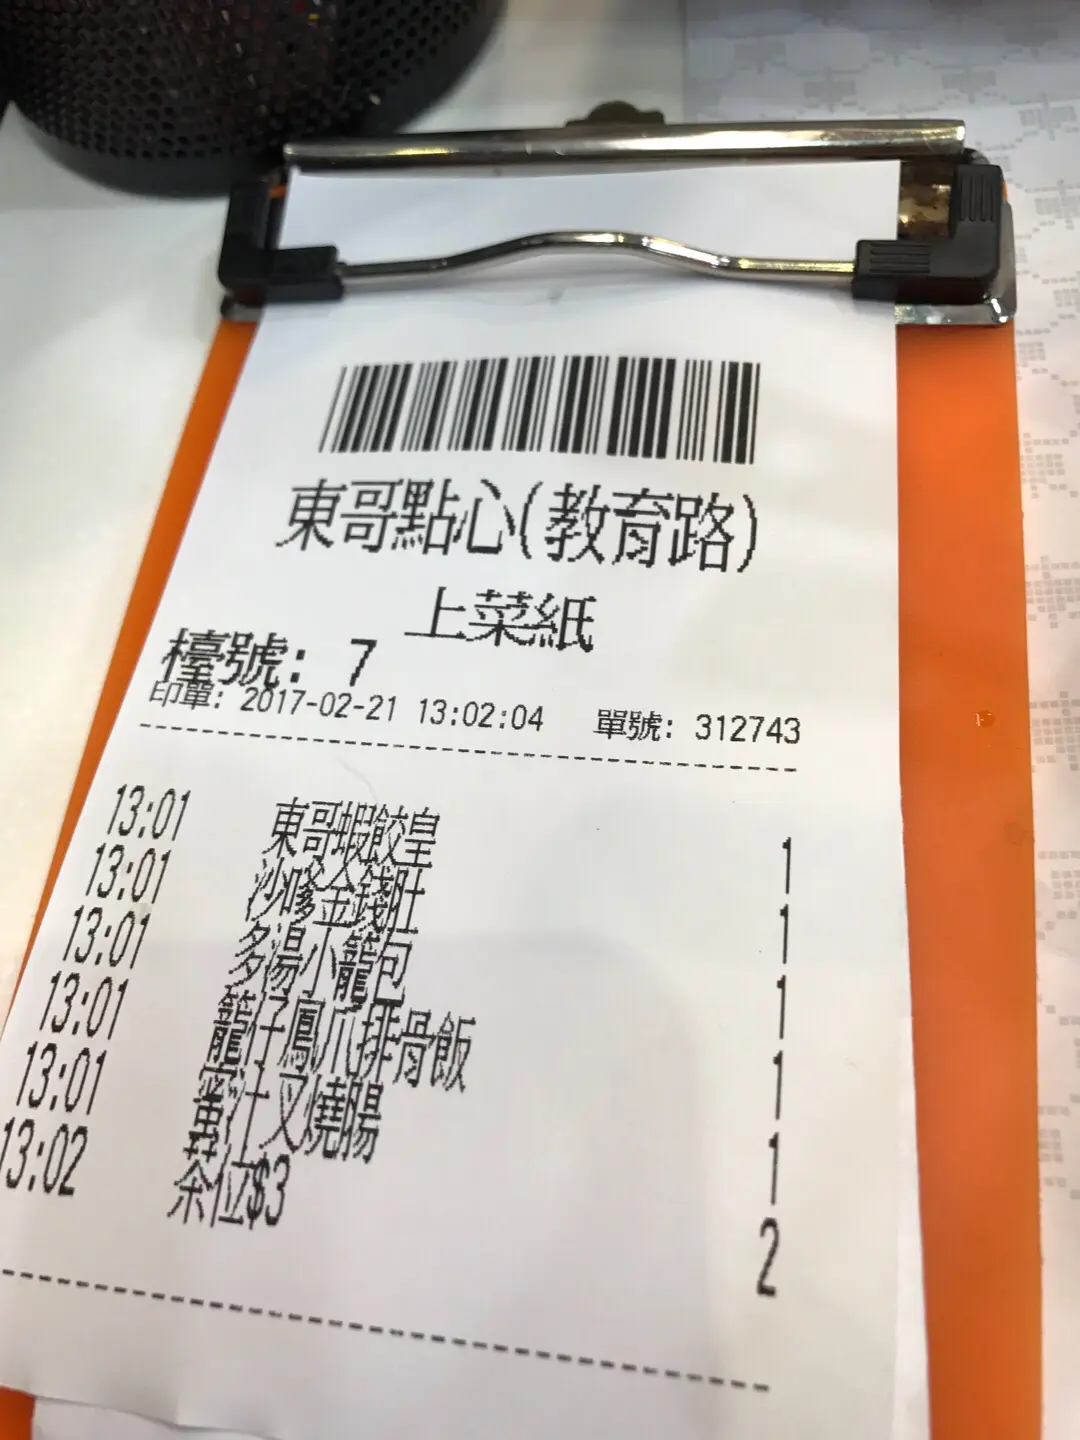 東哥點心(教育路)
上菜紙
檯號: 7
印單: 2017-02-21 13:02:04 單號: 312743
13:01 東哥蝦餃皇 1
13:01 沙嗲金錢肚 1
13:01 多湯小籠包 1
13:01 籠仔鳳爪排骨飯 1
13:01 蜜汁叉燒腸 1
13:02 茶位$3 2